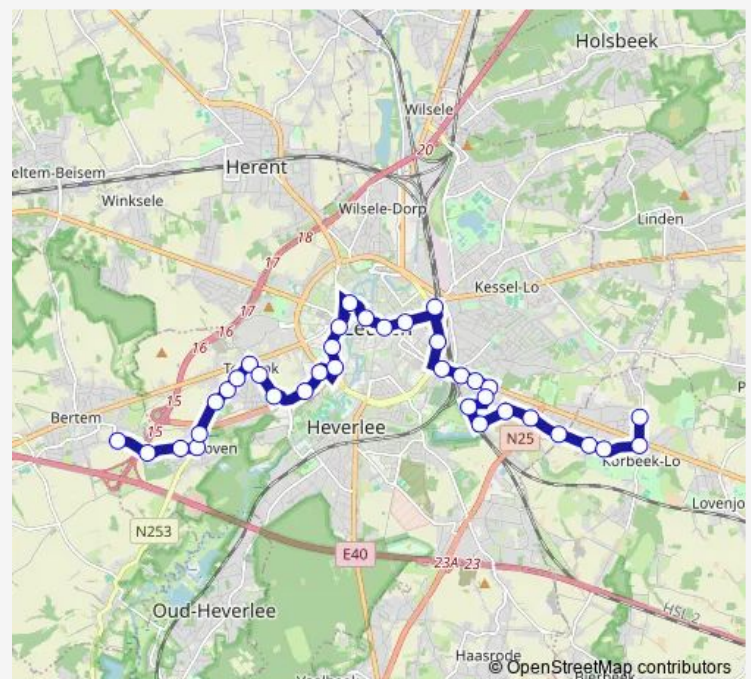 Holsbeek
Wilsele
20
Herent
eltem-Beisem
Winksele
Wilsele-Dorp
Linden
18
17
Kessel-Lo
17
16
16
15
Bertem
15
Heverlee
N25
oven
Korbeek-Lo
Lovenjo
N253
E40
23A 23
HSL 2
Oud-Heverlee
Haasrode
© OpenStreetMap contributors